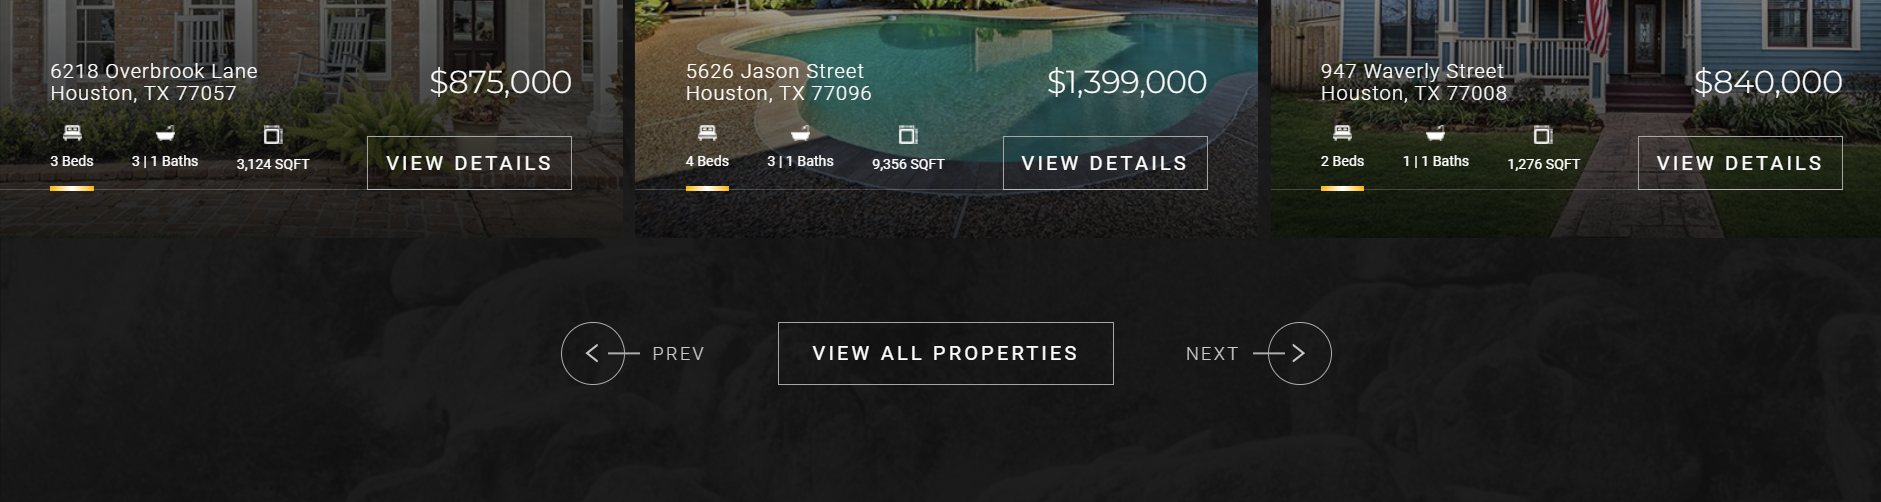 6218 Overbrook Lane
Houston, TX 77057
$875,000
3 Beds
3 | 1 Baths
3,124 SQFT
VIEW DETAILS
5626 Jason Street
Houston, TX 77096
$1,399,000
4 Beds
3 | 1 Baths
9,356 SQFT
VIEW DETAILS
947 Waverly Street
Houston, TX 77008
$840,000
2 Beds
1 | 1 Baths
1,276 SQFT
VIEW DETAILS
PREV
VIEW ALL PROPERTIES
NEXT